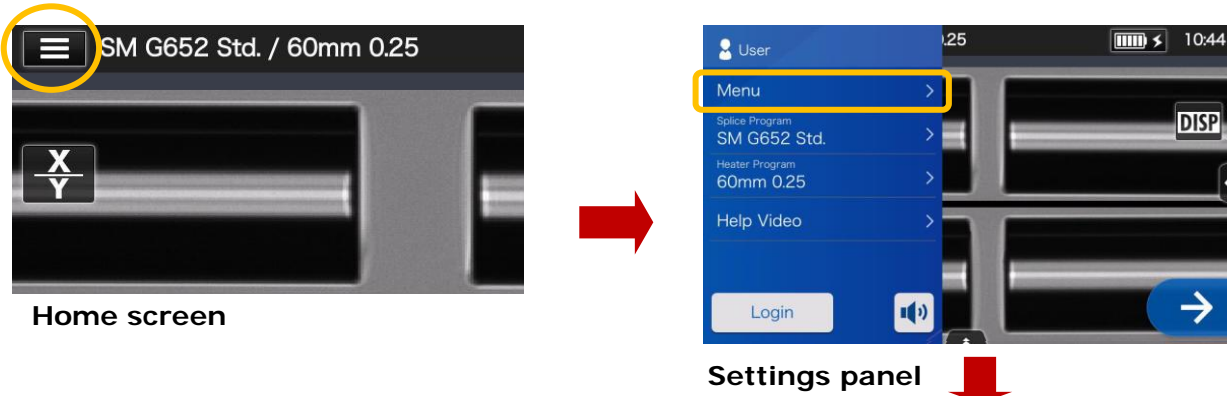 SM G652 Std. / 60mm 0.25
X
Y
Home screen
.25
10:44
User
Menu
Splice Program
SM G652 Std.
Heater Program
60mm 0.25
Help Video
Login
DISP
Settings panel